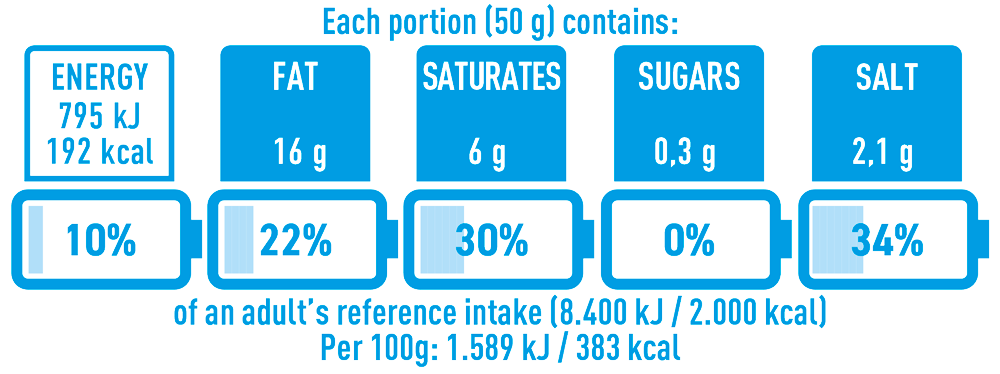 Each portion (50 g) contains:
ENERGY
795 kJ
192 kcal
FAT
16 g
SATURATES
6 g
SUGARS
0,3 g
SALT
2,1 g
10%
22%
30%
0%
34%
of an adult's reference intake (8.400 kJ / 2.000 kcal)
Per 100g: 1.589 kJ / 383 kcal